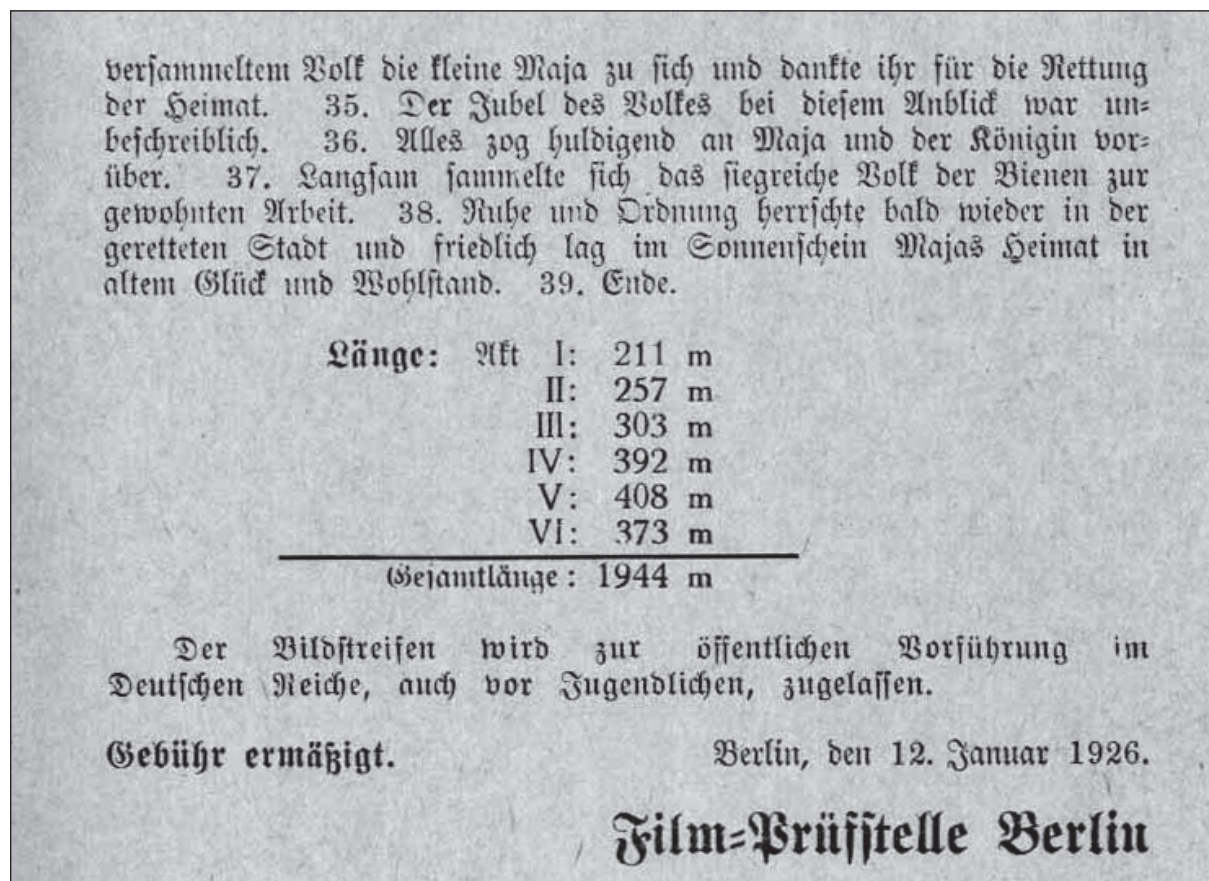 versammeltem Volk die kleine Maja zu sich und dankte ihr für die Rettung
der Heimat. 35. Der Jubel des Volkes bei diesem Anblick war un=
beschreiblich. 36. Alles zog huldigend an Maja und der Königin vor=
über. 37. Langsam sammelte sich das siegreiche Volk der Bienen zur
gewohnten Arbeit. 38. Ruhe und Ordnung herrschte bald wieder in der
geretteten Stadt und friedlich lag im Sonnenschein Majas Heimat in
altem Glück und Wohlstand. 39. Ende.
Länge: Akt I: 211 m
II: 257 m
III: 303 m
IV: 392 m
V: 408 m
VI: 373 m
Gesamtlänge: 1944 m
Der Bildstreifen wird zur öffentlichen Vorführung im
Deutschen Reiche, auch vor Jugendlichen, zugelassen.
Gebühr ermäßigt. Berlin, den 12. Januar 1926.
Film=Prüfstelle Berlin